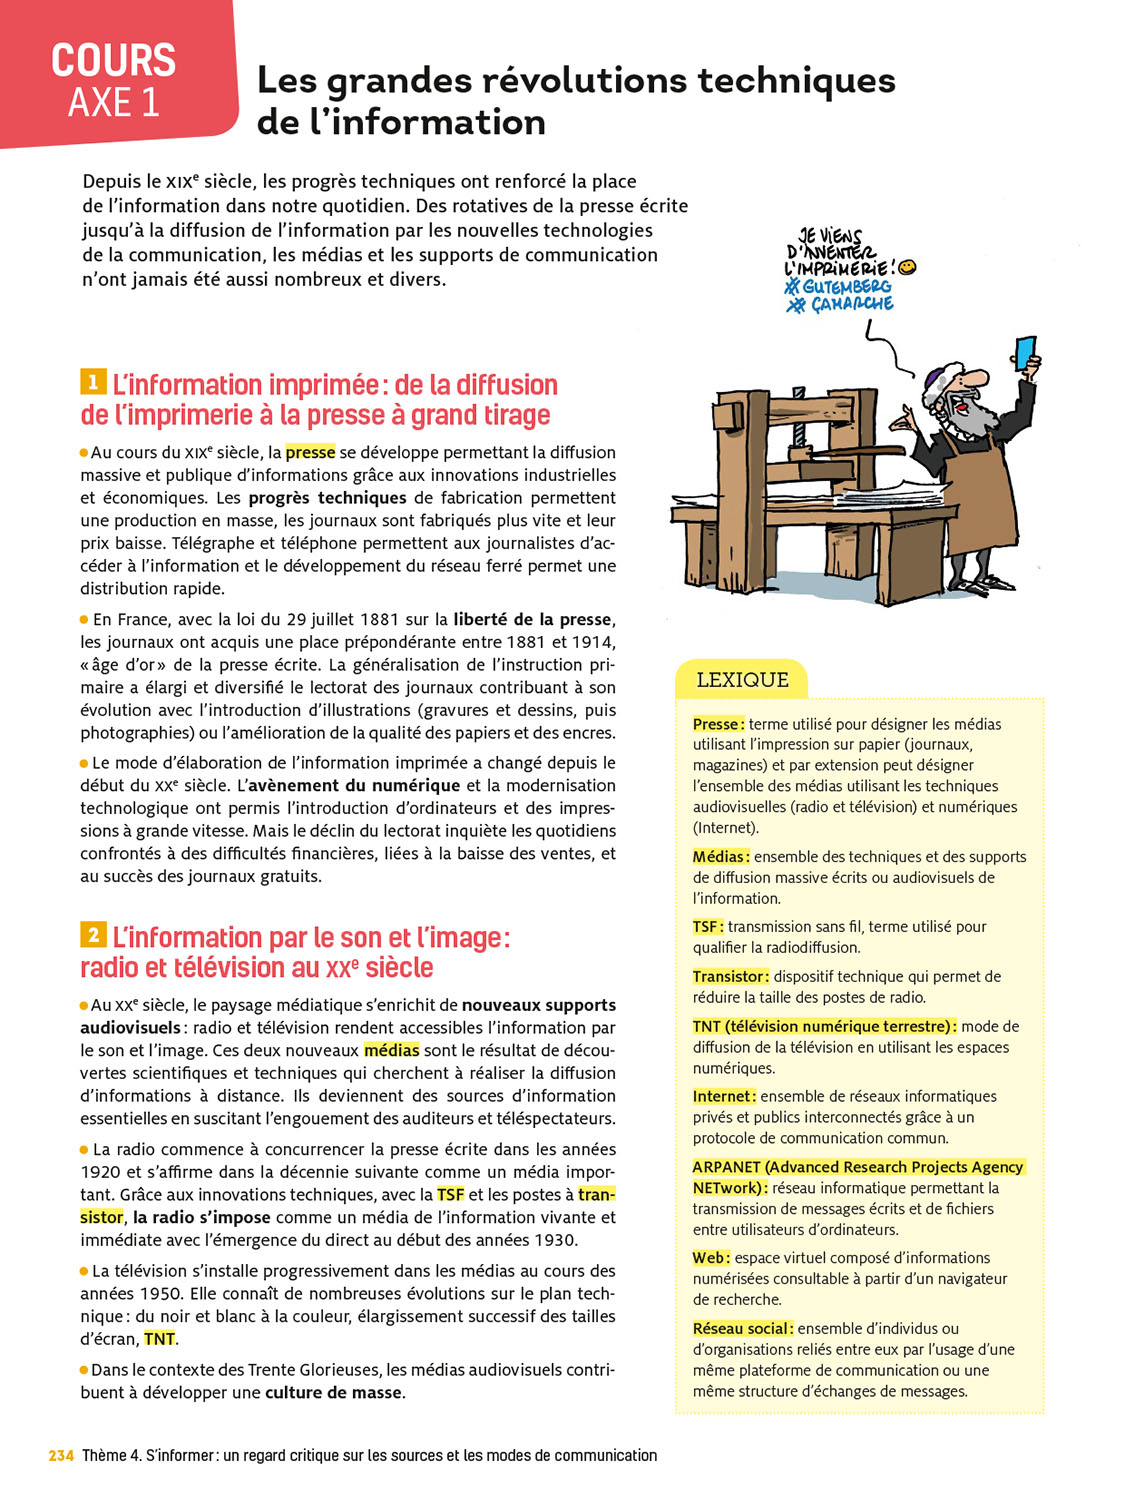 COURS
AXE 1
Les grandes révolutions techniques
de l’information
Depuis le XIXe siècle, les progrès techniques ont renforcé la place
de l’information dans notre quotidien. Des rotatives de la presse écrite
jusqu’à la diffusion de l’information par les nouvelles technologies
de la communication, les médias et les supports de communication
n’ont jamais été aussi nombreux et divers.
JE VIENS
D'INVENTER
L'IMPRIMERIE !
#GUTEMBERG
#ÇAMARCHE
1 L’information imprimée : de la diffusion
de l’imprimerie à la presse à grand tirage
● Au cours du XIXe siècle, la presse se développe permettant la diffusion
massive et publique d’informations grâce aux innovations industrielles
et économiques. Les progrès techniques de fabrication permettent
une production en masse, les journaux sont fabriqués plus vite et leur
prix baisse. Télégraphe et téléphone permettent aux journalistes d’ac-
céder à l’information et le développement du réseau ferré permet une
distribution rapide.
● En France, avec la loi du 29 juillet 1881 sur la liberté de la presse,
les journaux ont acquis une place prépondérante entre 1881 et 1914,
« âge d’or » de la presse écrite. La généralisation de l’instruction pri-
maire a élargi et diversifié le lectorat des journaux contribuant à son
évolution avec l’introduction d’illustrations (gravures et dessins, puis
photographies) ou l’amélioration de la qualité des papiers et des encres.
● Le mode d’élaboration de l’information imprimée a changé depuis le
début du XXe siècle. L’avènement du numérique et la modernisation
technologique ont permis l’introduction d’ordinateurs et des impres-
sions à grande vitesse. Mais le déclin du lectorat inquiète les quotidiens
confrontés à des difficultés financières, liées à la baisse des ventes, et
au succès des journaux gratuits.
2 L’information par le son et l’image :
radio et télévision au XXe siècle
● Au XXe siècle, le paysage médiatique s’enrichit de nouveaux supports
audiovisuels : radio et télévision rendent accessibles l’information par
le son et l’image. Ces deux nouveaux médias sont le résultat de décou-
vertes scientifiques et techniques qui cherchent à réaliser la diffusion
d’informations à distance. Ils deviennent des sources d’information
essentielles en suscitant l’engouement des auditeurs et téléspectateurs.
● La radio commence à concurrencer la presse écrite dans les années
1920 et s’affirme dans la décennie suivante comme un média impor-
tant. Grâce aux innovations techniques, avec la TSF et les postes à tran-
sistor, la radio s’impose comme un média de l’information vivante et
immédiate avec l’émergence du direct au début des années 1930.
● La télévision s’installe progressivement dans les médias au cours des
années 1950. Elle connaît de nombreuses évolutions sur le plan tech-
nique : du noir et blanc à la couleur, élargissement successif des tailles
d’écran, TNT.
● Dans le contexte des Trente Glorieuses, les médias audiovisuels contri-
buent à développer une culture de masse.
LEXIQUE
Presse : terme utilisé pour désigner les médias
utilisant l’impression sur papier (journaux,
magazines) et par extension peut désigner
l’ensemble des médias utilisant les techniques
audiovisuelles (radio et télévision) et numériques
(Internet).
Médias : ensemble des techniques et des supports
de diffusion massive écrits ou audiovisuels de
l’information.
TSF : transmission sans fil, terme utilisé pour
qualifier la radiodiffusion.
Transistor : dispositif technique qui permet de
réduire la taille des postes de radio.
TNT (télévision numérique terrestre) : mode de
diffusion de la télévision en utilisant les espaces
numériques.
Internet : ensemble de réseaux informatiques
privés et publics interconnectés grâce à un
protocole de communication commun.
ARPANET (Advanced Research Projects Agency
NETwork) : réseau informatique permettant la
transmission de messages écrits et de fichiers
entre utilisateurs d’ordinateurs.
Web : espace virtuel composé d’informations
numérisées consultable à partir d’un navigateur
de recherche.
Réseau social : ensemble d’individus ou
d’organisations reliés entre eux par l’usage d’une
même plateforme de communication ou une
même structure d’échanges de messages.
234 Thème 4. S’informer : un regard critique sur les sources et les modes de communication